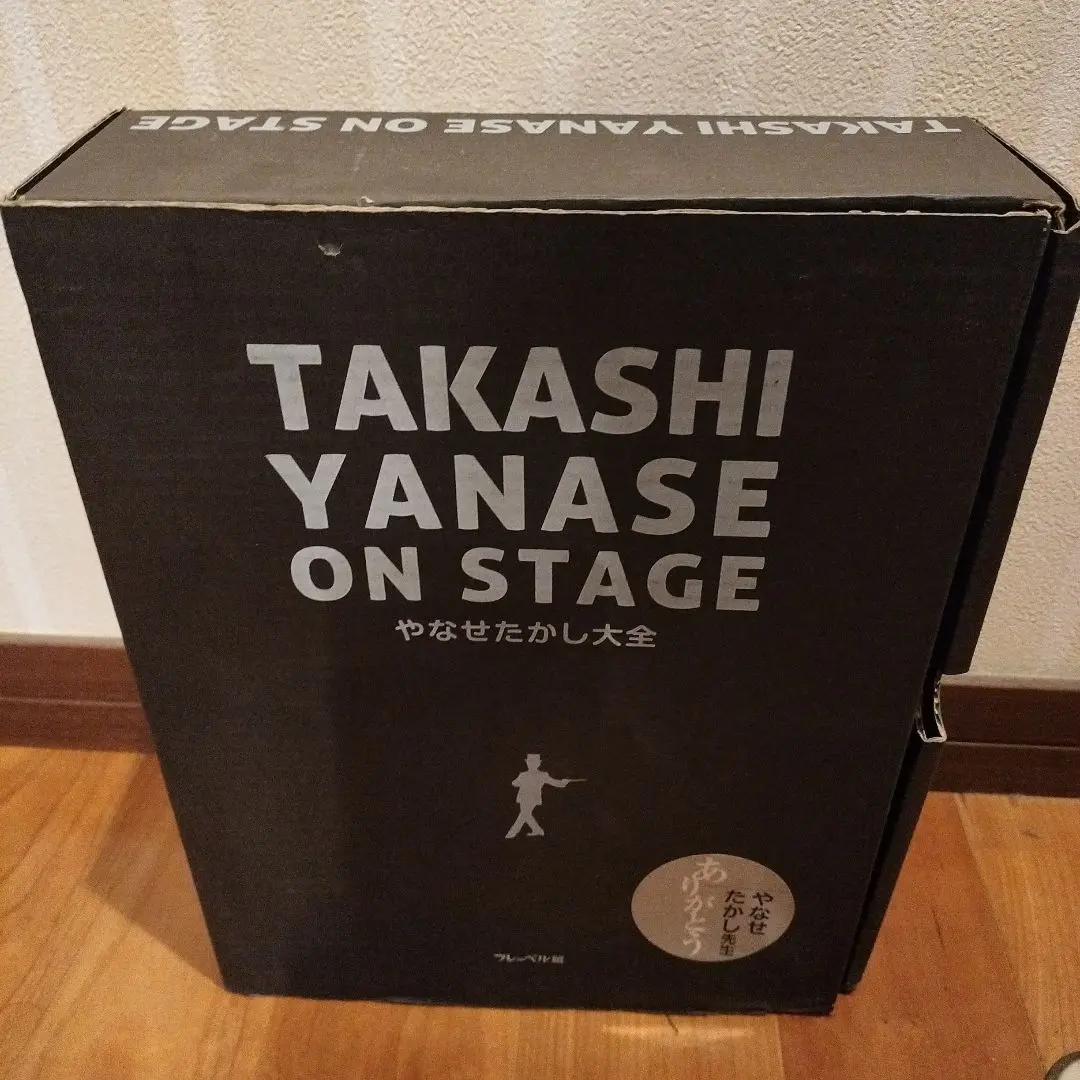 TAKASHI YANASE ON STAGE
TAKASHI
YANASE
ON STAGE
やなせたかし大全
やなせ
たかし先生
ありがとう
フレーベル館